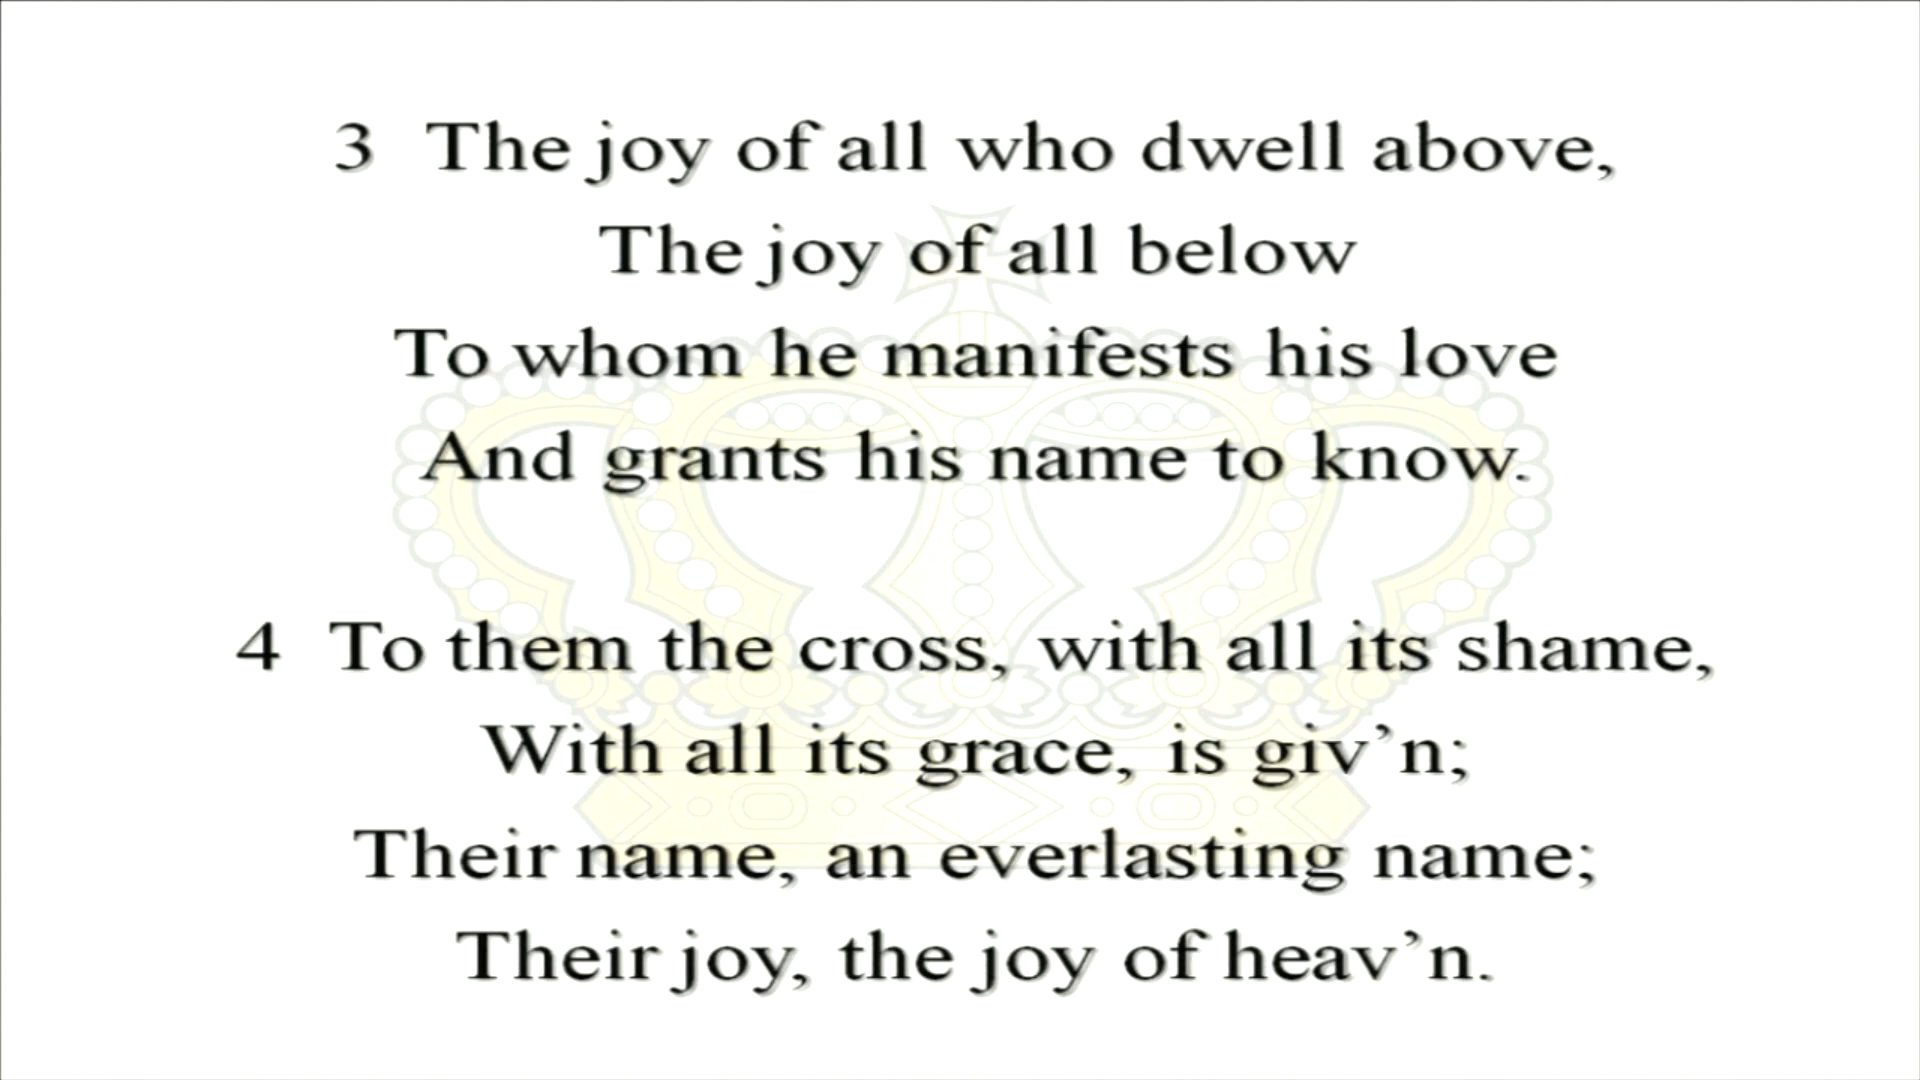 3 The joy of all who dwell above,
The joy of all below
To whom he manifests his love
And grants his name to know.
4 To them the cross, with all its shame,
With all its grace, is giv’n;
Their name, an everlasting name;
Their joy, the joy of heav’n.